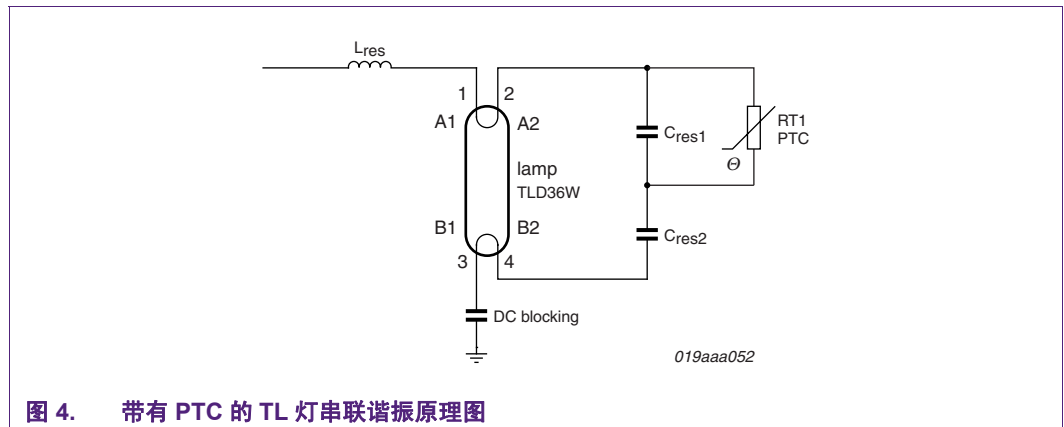 Lres
1
2
A1
A2
Cres1
RT1
PTC
Θ
lamp
TLD36W
B1
B2
Cres2
3
4
DC blocking
019aaa052
图 4. 带有 PTC 的 TL 灯串联谐振原理图